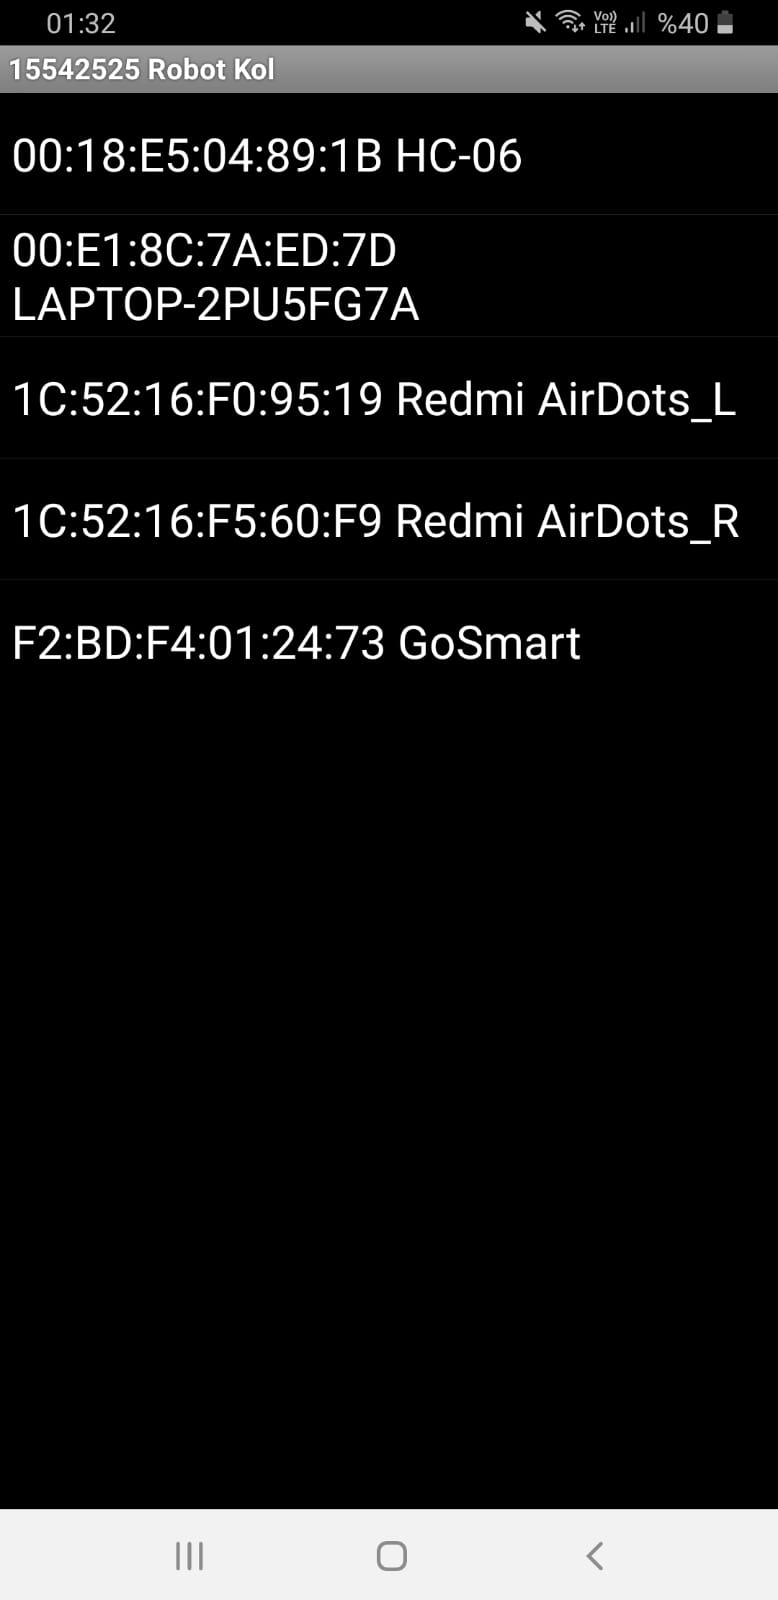 01:32 Vo)) LTE %40
15542525 Robot Kol
00:18:E5:04:89:1B HC-06
00:E1:8C:7A:ED:7D
LAPTOP-2PU5FG7A
1C:52:16:F0:95:19 Redmi AirDots_L
1C:52:16:F5:60:F9 Redmi AirDots_R
F2:BD:F4:01:24:73 GoSmart